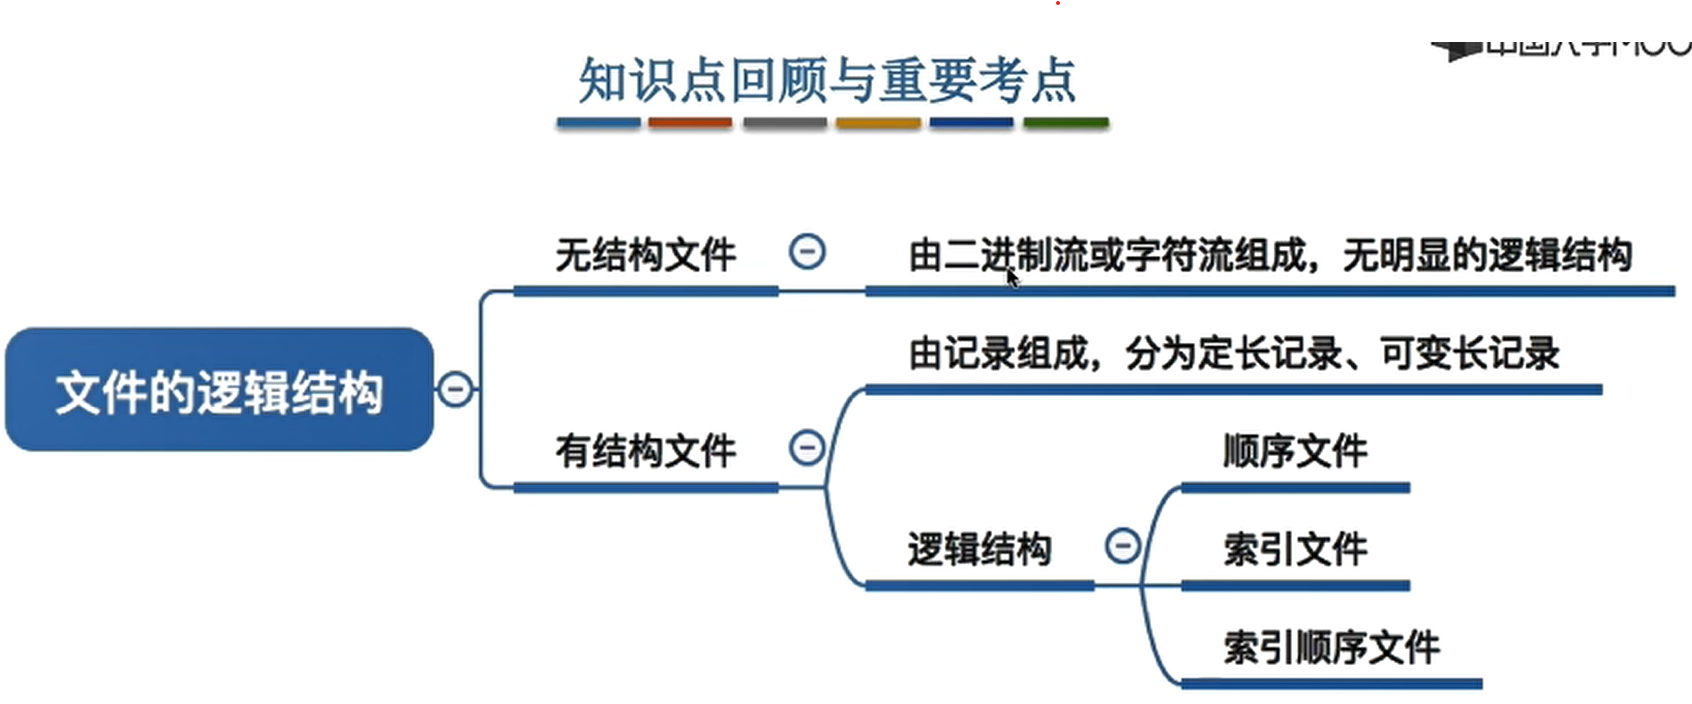 知识点回顾与重要考点
无结构文件
由二进制流或字符流组成，无明显的逻辑结构
由记录组成，分为定长记录、可变长记录
文件的逻辑结构
有结构文件
顺序文件
逻辑结构
索引文件
索引顺序文件